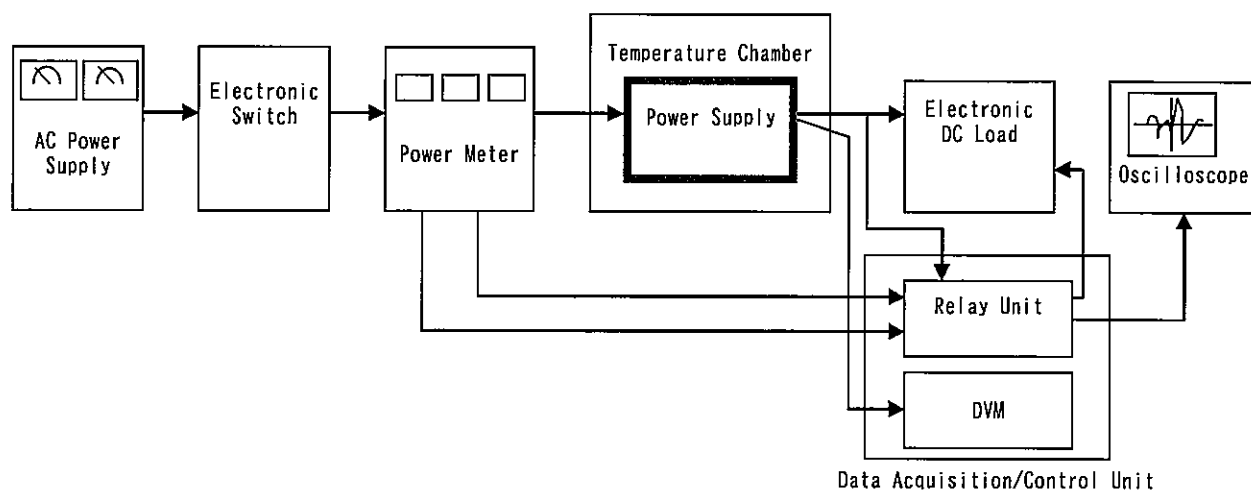 AC Power
Supply
Electronic
Switch
Power Meter
Temperature Chamber
Power Supply
Electronic
DC Load
Oscilloscope
Relay Unit
DVM
Data Acquisition/Control Unit